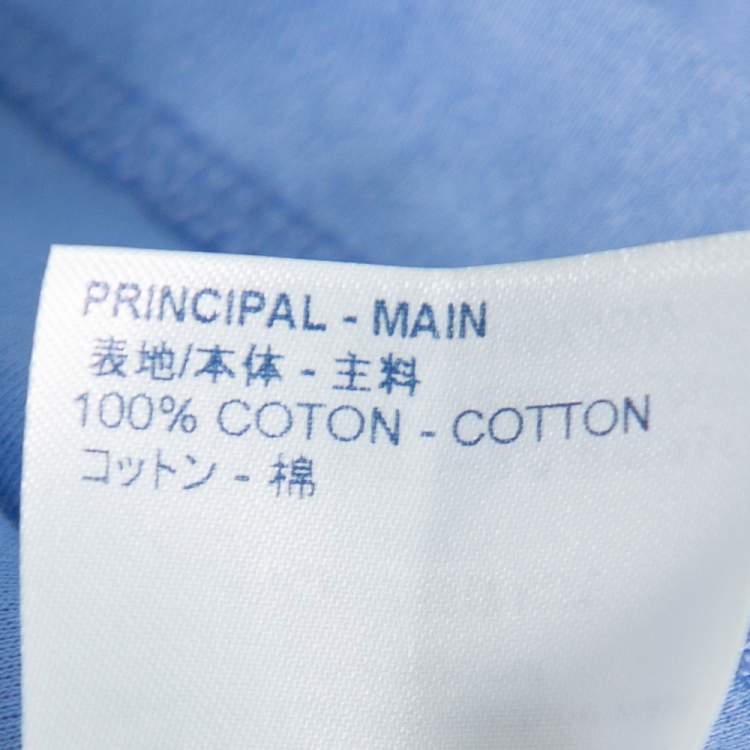 PRINCIPAL - MAIN
表地/本体 - 主料
100% COTON - COTTON
コットン - 棉